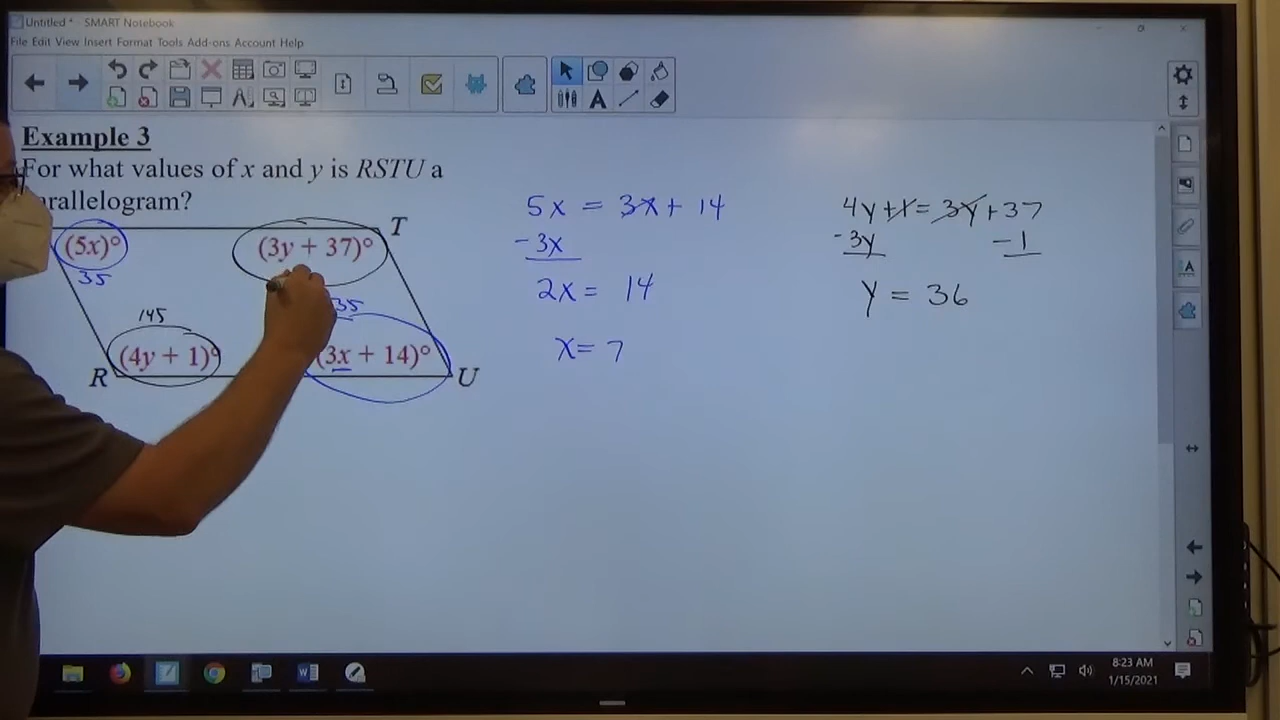 Untitled * - SMART Notebook
File Edit View Insert Format Tools Add-ons Account Help
Example 3
For what values of x and y is RSTU a
rallelogram?
T
(5x)°
(3y + 37)°
35
35
145
(4y + 1)°
(3x + 14)°
R
U
5x = 3x + 14
-3x
2x = 14
x = 7
4y + 1 = 3y + 37
-3y -1
y = 36
8:23 AM
1/15/2021